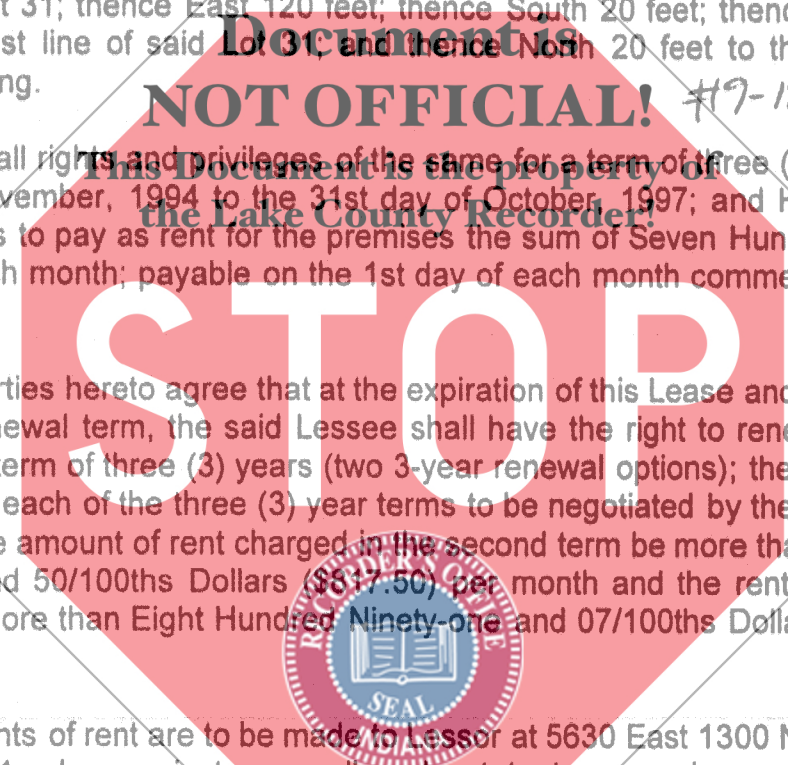 t 31; thence East 120 feet; thence South 20 feet; thenc
st line of said Lot 31, and thence North 20 feet to th
Document is
ng.
NOT OFFICIAL!
all rights and privileges of the same for a term of three (
This Document is the property of
vember, 1994 to the 31st day of October, 1997; and H
the Lake County Recorder!
s to pay as rent for the premises the sum of Seven Hun
h month; payable on the 1st day of each month comme
STOP
rties hereto agree that at the expiration of this Lease and
newal term, the said Lessee shall have the right to rene
term of three (3) years (two 3-year renewal options); the
each of the three (3) year terms to be negotiated by the
e amount of rent charged in the second term be more tha
d 50/100ths Dollars ($817.50) per month and the rent
ore than Eight Hundred Ninety-one and 07/100ths Dolla
RECORDER'S OFFICE
SEAL
INDIANA
nts of rent are to be made to Lessor at 5630 East 1300 N